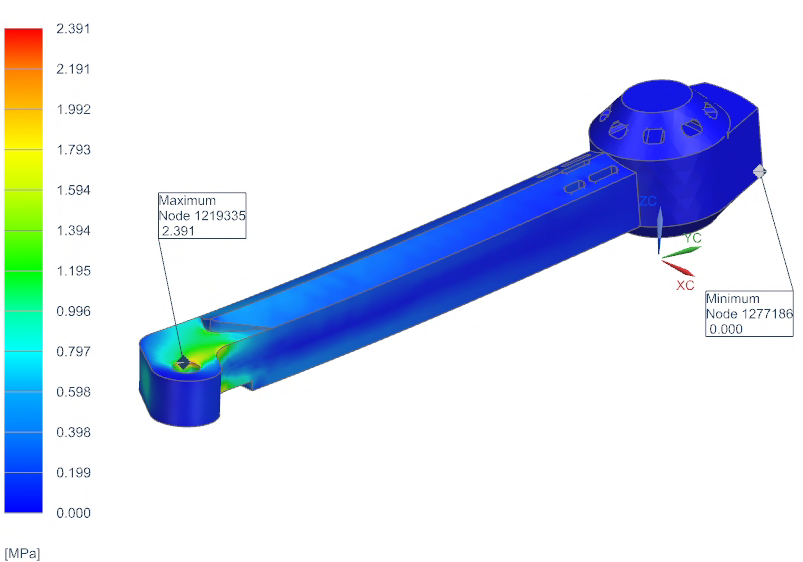 2.391
2.191
1.992
1.793
1.594
1.394
1.195
0.996
0.797
0.598
0.398
0.199
0.000
[MPa]
Maximum
Node 1219335
2.391
ZC
YC
XC
Minimum
Node 1277186
0.000